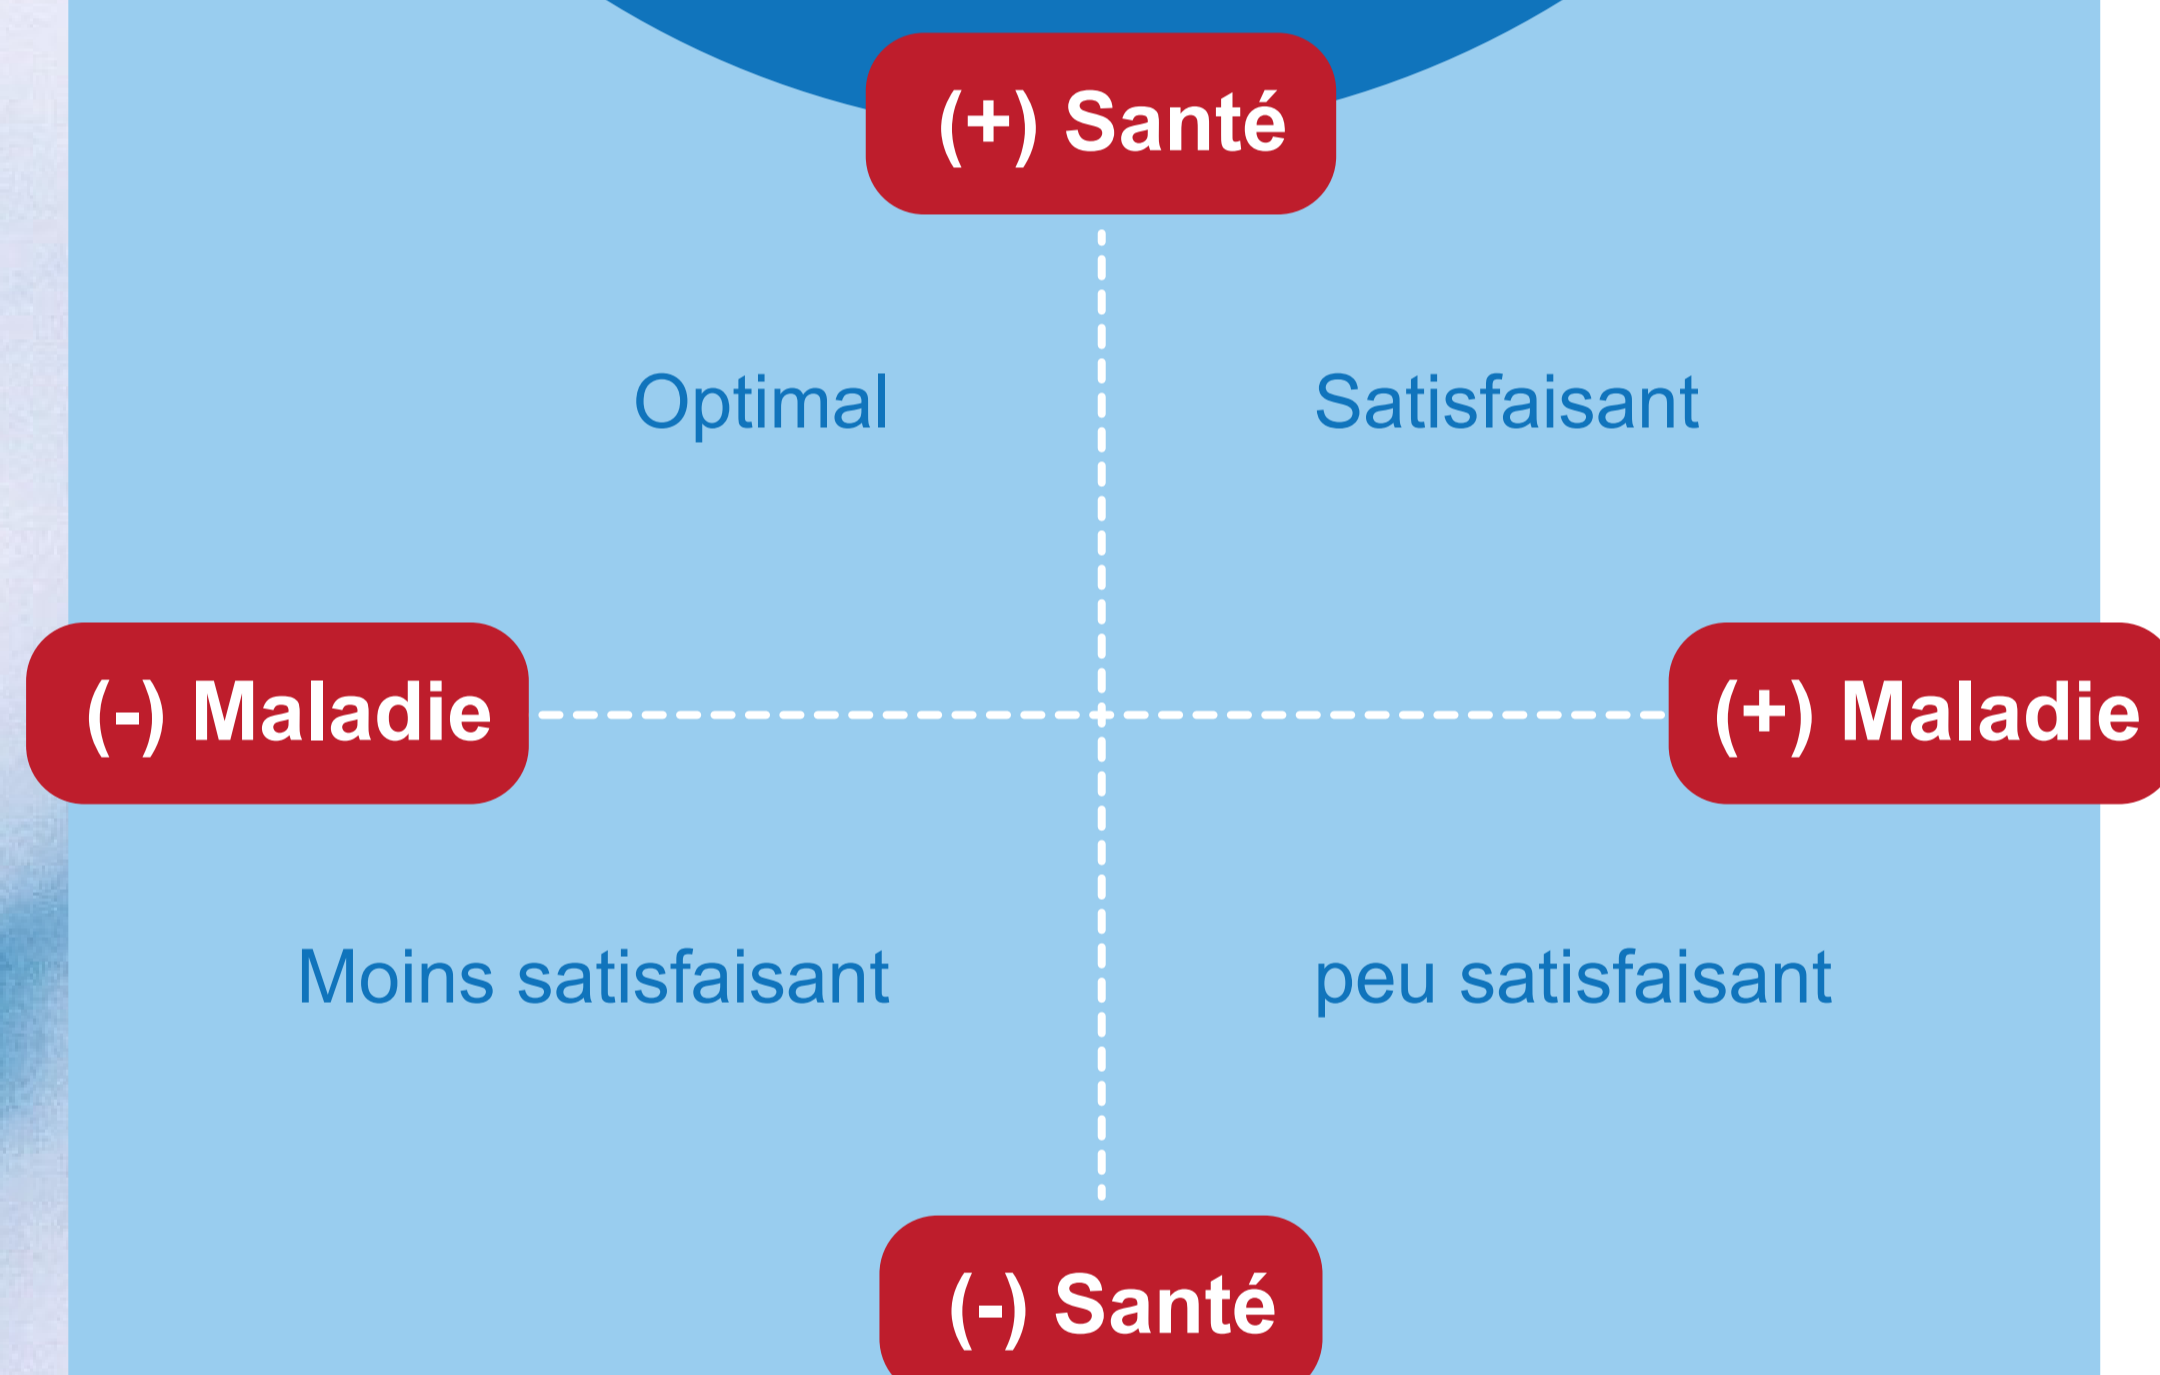 (+) Santé
Optimal
Satisfaisant
(-) Maladie
(+) Maladie
Moins satisfaisant
peu satisfaisant
(-) Santé